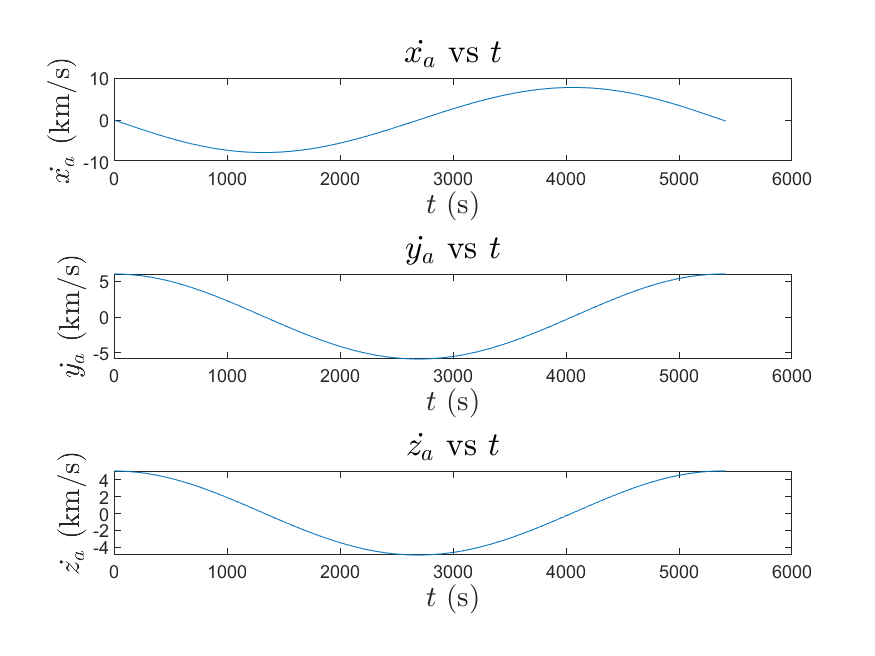 ẋₐ vs t
ẋₐ (km/s)
10
0
-10
0 1000 2000 3000 4000 5000 6000
t (s)
ẏₐ vs t
ẏₐ (km/s)
5
0
-5
0 1000 2000 3000 4000 5000 6000
t (s)
żₐ vs t
żₐ (km/s)
4
2
0
-2
-4
0 1000 2000 3000 4000 5000 6000
t (s)